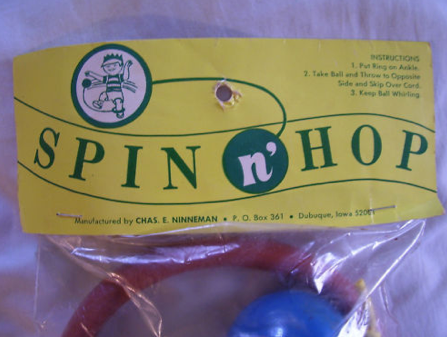 INSTRUCTIONS
1. Put Ring on Ankle.
2. Take Ball and Throw to Opposite
Side and Skip Over Cord.
3. Keep Ball Whirling
SPIN n' HOP
Manufactured by CHAS. E. NINNEMAN • P. O. Box 361 • Dubuque, Iowa 52001